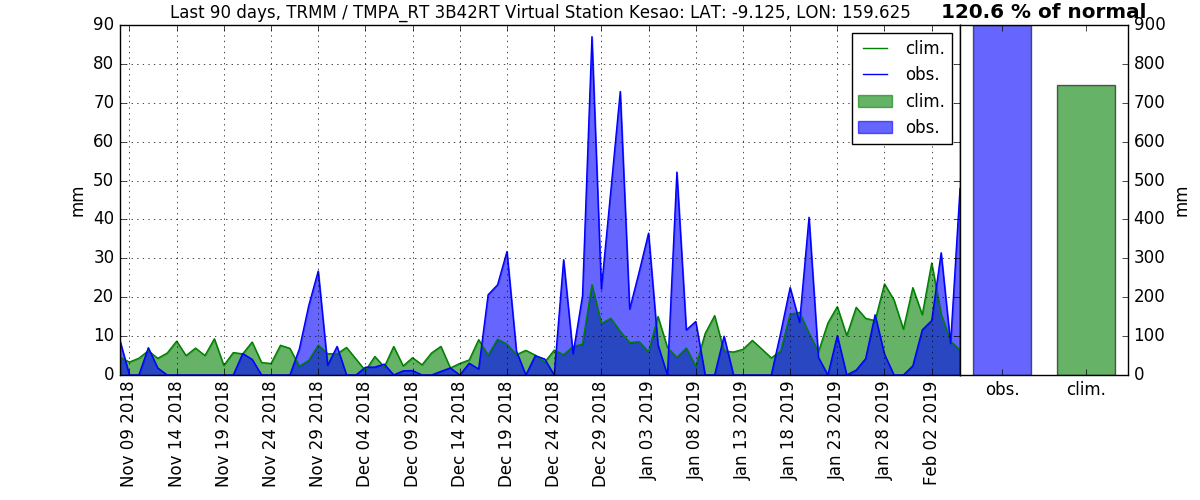 Last 90 days, TRMM / TMPA_RT 3B42RT Virtual Station Kesao: LAT: -9.125, LON: 159.625
120.6 % of normal
90
80
70
60
50
40
30
20
10
0
mm
clim.
obs.
clim.
obs.
900
800
700
600
500
400
300
200
100
0
mm
Nov 09 2018
Nov 14 2018
Nov 19 2018
Nov 24 2018
Nov 29 2018
Dec 04 2018
Dec 09 2018
Dec 14 2018
Dec 19 2018
Dec 24 2018
Dec 29 2018
Jan 03 2019
Jan 08 2019
Jan 13 2019
Jan 18 2019
Jan 23 2019
Jan 28 2019
Feb 02 2019
obs.
clim.